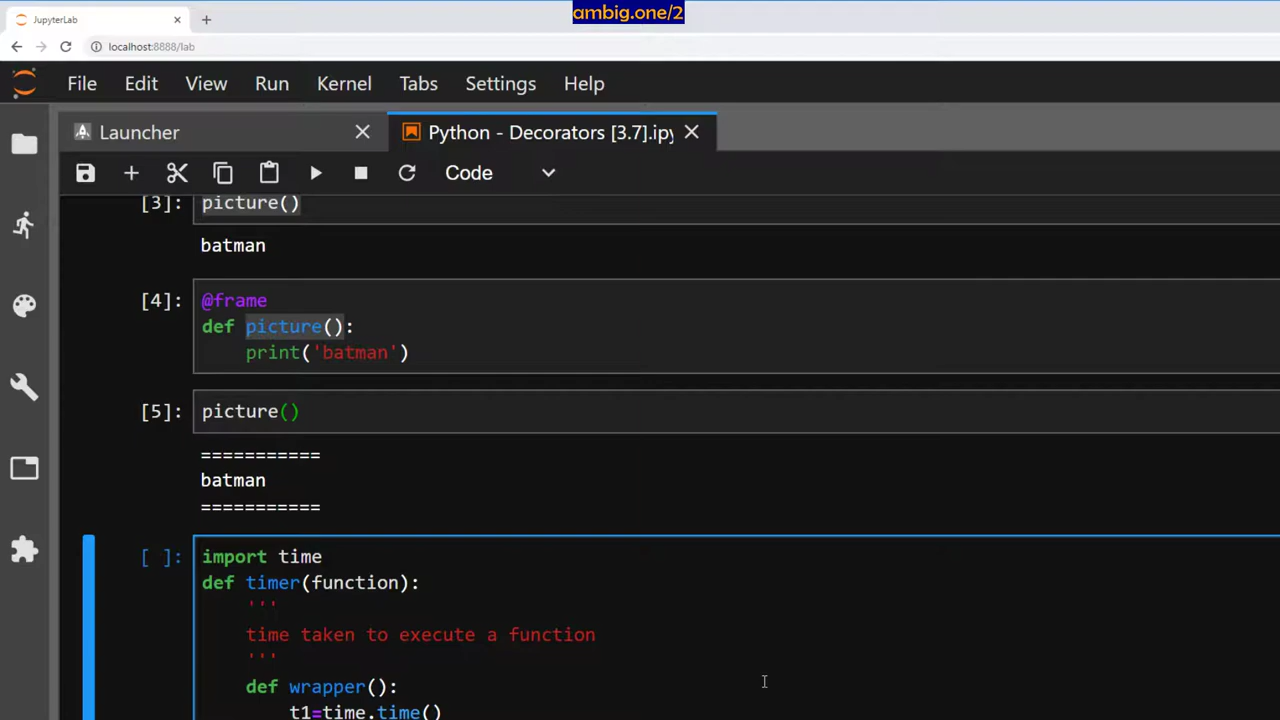 ambig.one/2
JupyterLab
localhost:8888/lab
File Edit View Run Kernel Tabs Settings Help
Launcher Python - Decorators [3.7].ipy
Code
[3]: picture()
batman
[4]: @frame
def picture():
print('batman')
[5]: picture()
===========
batman
===========
[ ]: import time
def timer(function):
'''
time taken to execute a function
'''
def wrapper():
t1=time.time()